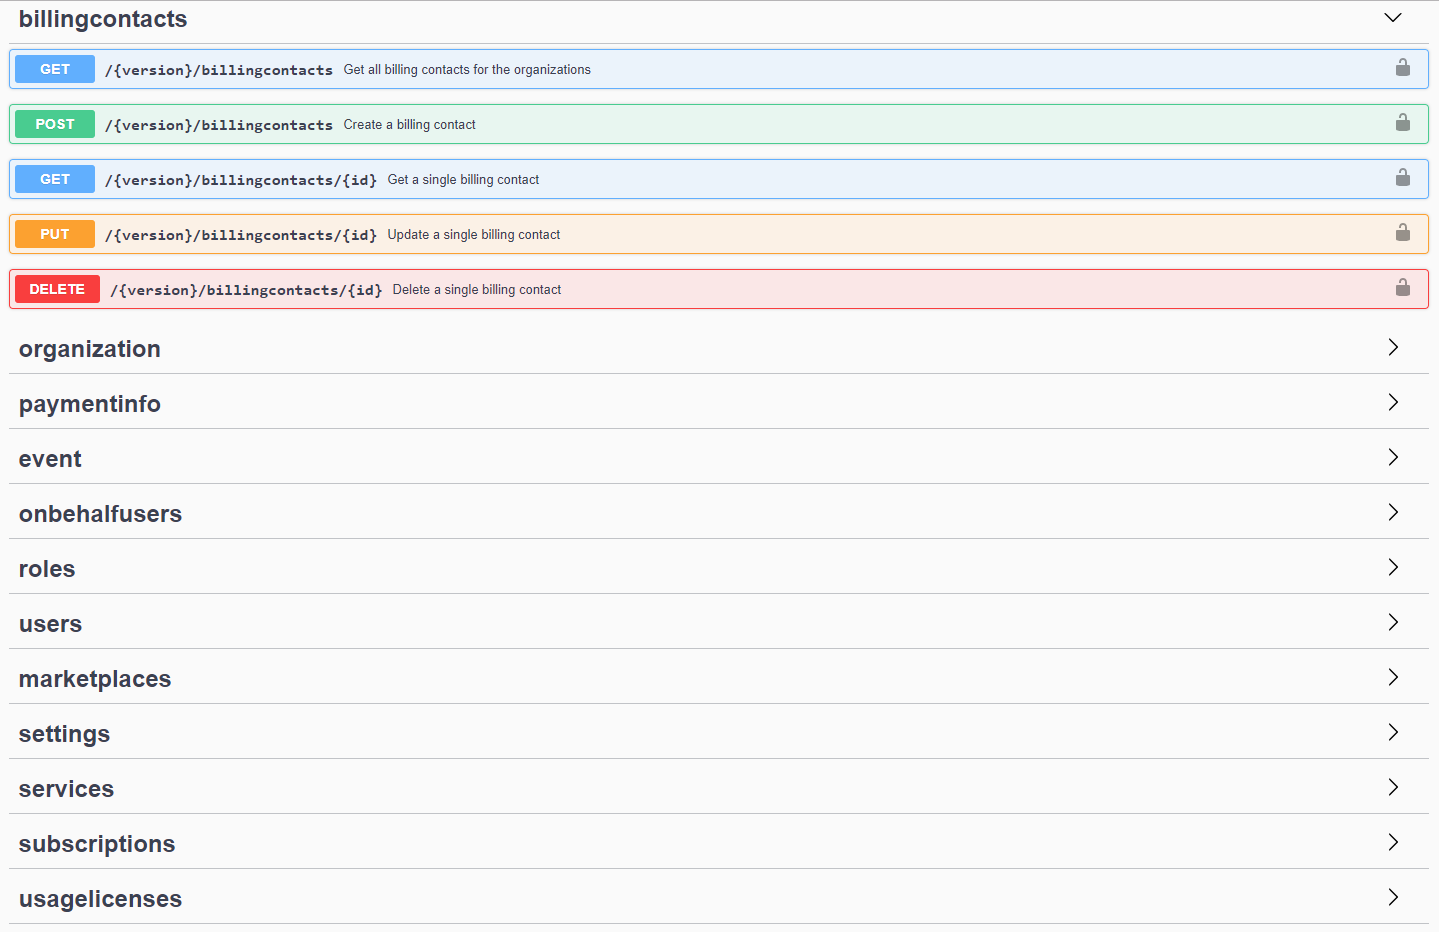 billingcontacts
GET /{version}/billingcontacts Get all billing contacts for the organizations
POST /{version}/billingcontacts Create a billing contact
GET /{version}/billingcontacts/{id} Get a single billing contact
PUT /{version}/billingcontacts/{id} Update a single billing contact
DELETE /{version}/billingcontacts/{id} Delete a single billing contact
organization
paymentinfo
event
onbehalfusers
roles
users
marketplaces
settings
services
subscriptions
usagelicenses